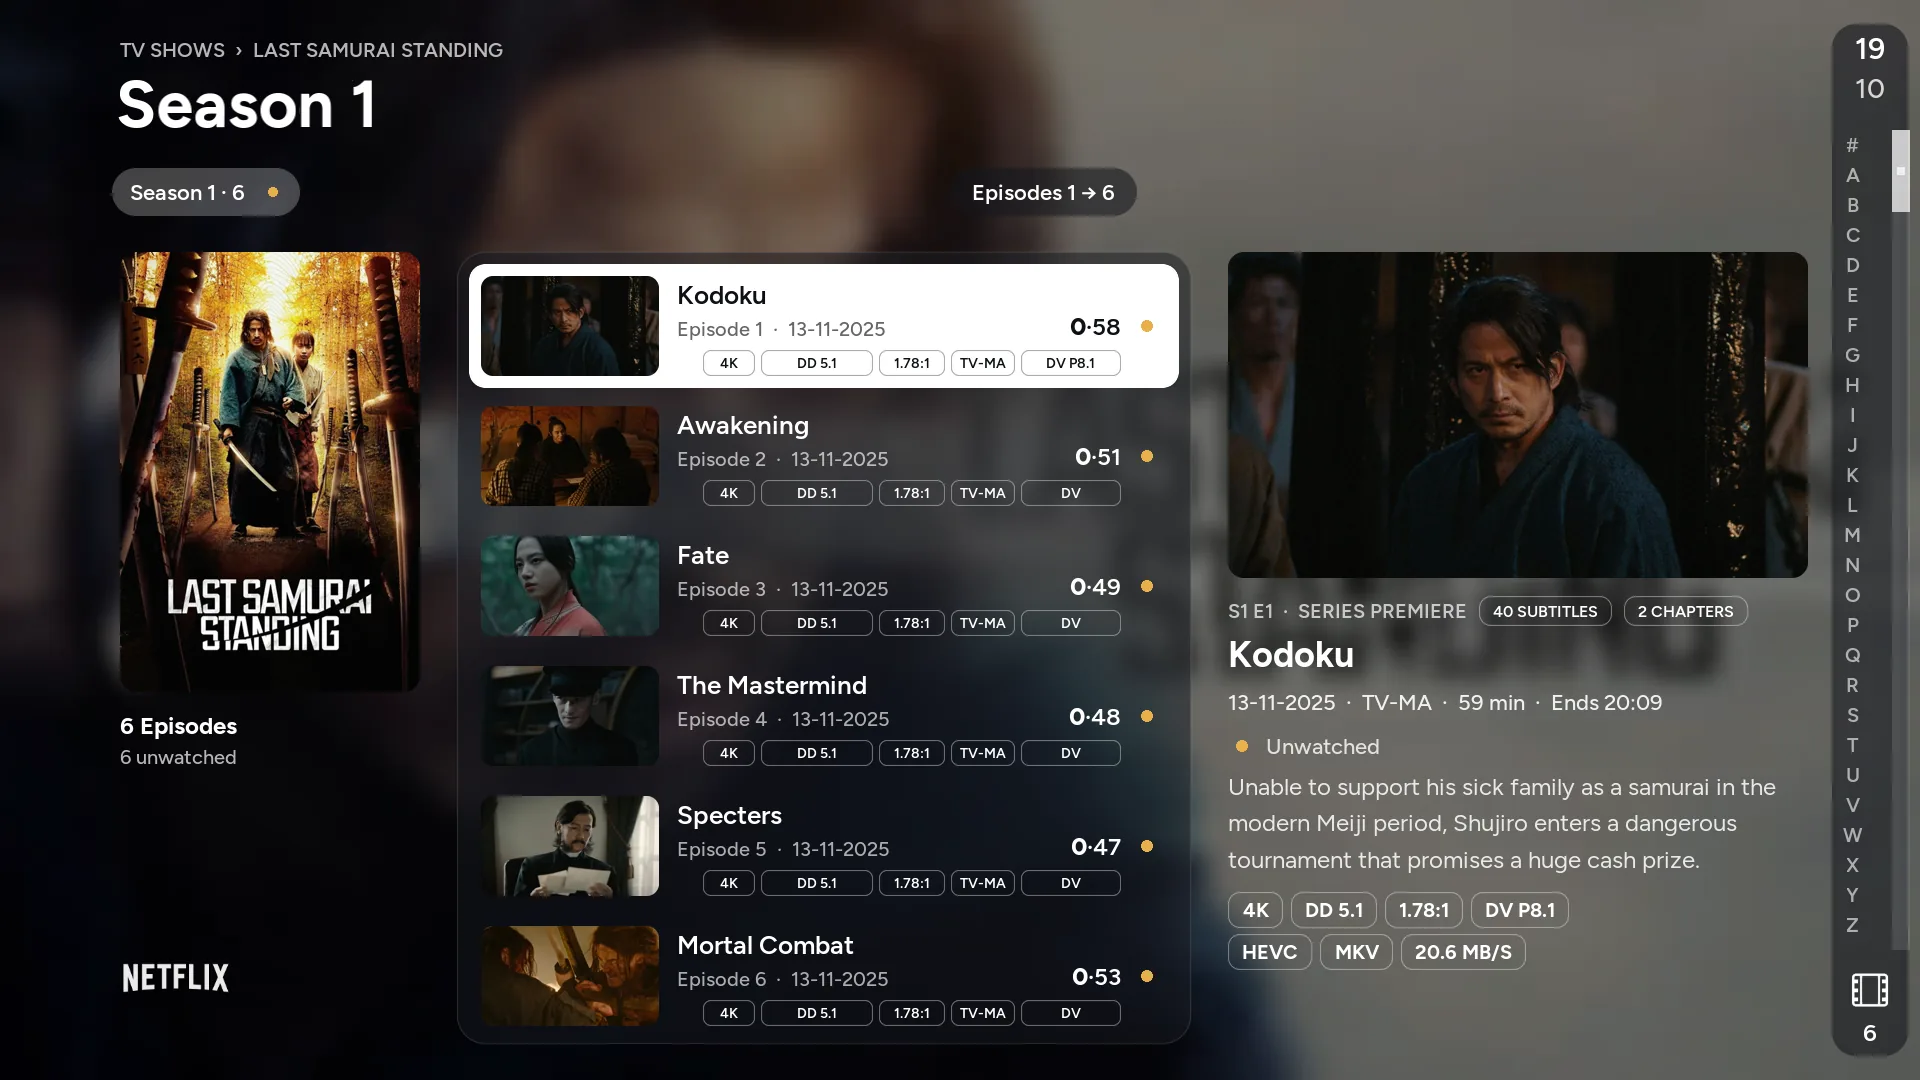 TV SHOWS › LAST SAMURAI STANDING
Season 1
Season 1 · 6
Episodes 1 → 6
LAST SAMURAI
STANDING
6 Episodes
6 unwatched
NETFLIX
Kodoku
Episode 1 · 13-11-2025
0·58
4K DD 5.1 1.78:1 TV-MA DV P8.1
Awakening
Episode 2 · 13-11-2025
0·51
4K DD 5.1 1.78:1 TV-MA DV
Fate
Episode 3 · 13-11-2025
0·49
4K DD 5.1 1.78:1 TV-MA DV
The Mastermind
Episode 4 · 13-11-2025
0·48
4K DD 5.1 1.78:1 TV-MA DV
Specters
Episode 5 · 13-11-2025
0·47
4K DD 5.1 1.78:1 TV-MA DV
Mortal Combat
Episode 6 · 13-11-2025
0·53
4K DD 5.1 1.78:1 TV-MA DV
S1 E1 · SERIES PREMIERE 40 SUBTITLES 2 CHAPTERS
Kodoku
13-11-2025 · TV-MA · 59 min · Ends 20:09
Unwatched
Unable to support his sick family as a samurai in the
modern Meiji period, Shujiro enters a dangerous
tournament that promises a huge cash prize.
4K DD 5.1 1.78:1 DV P8.1
HEVC MKV 20.6 MB/S
19
10
#
A
B
C
D
E
F
G
H
I
J
K
L
M
N
O
P
Q
R
S
T
U
V
W
X
Y
Z
6